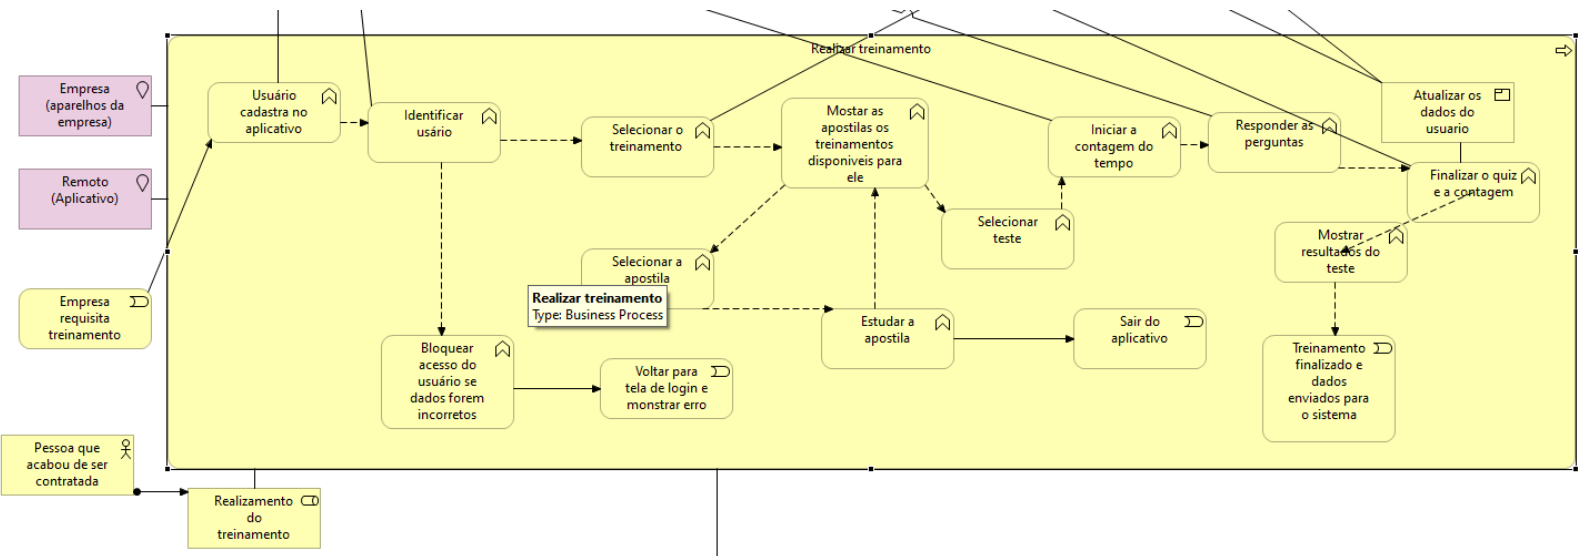 Realizar treinamento
Empresa
(aparelhos da
empresa)
Usuário
cadastra no
aplicativo
Identificar
usário
Selecionar o
treinamento
Mostar as
apostilas os
treinamentos
disponiveis para
ele
Iniciar a
contagem do
tempo
Responder as
perguntas
Atualizar os
dados do
usuario
Remoto
(Aplicativo)
Finalizar o quiz
e a contagem
Selecionar
teste
Mostrar
resultados do
teste
Selecionar a
apostila
Realizar treinamento
Type: Business Process
Empresa
requisita
treinamento
Estudar a
apostila
Sair do
aplicativo
Bloquear
acesso do
usuário se
dados forem
incorretos
Voltar para
tela de login e
monstrar erro
Treinamento
finalizado e
dados
enviados para
o sistema
Pessoa que
acabou de ser
contratada
Realizamento
do
treinamento